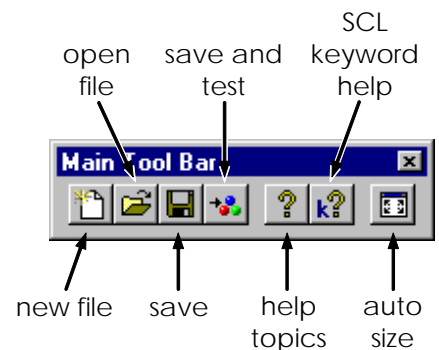 SCL
keyword
help
open
file
save and
test
Main Tool Bar
k?
new file
save
help
topics
auto
size